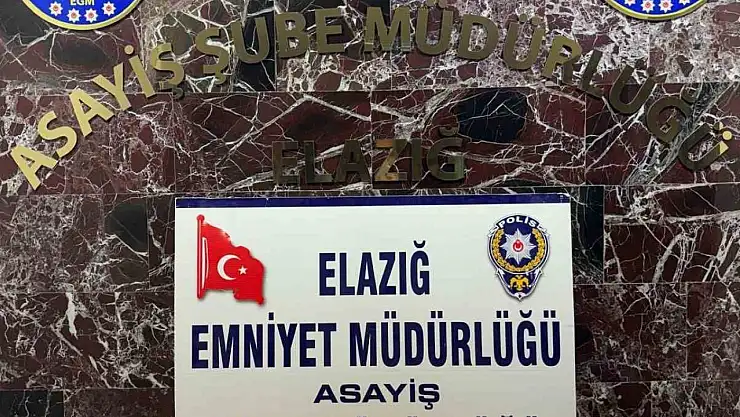 EGM
ASAYİŞ ŞUBE MÜDÜRLÜĞÜ
ELAZIĞ
POLİS
ELAZIĞ
EMNİYET MÜDÜRLÜĞÜ
ASAYİŞ